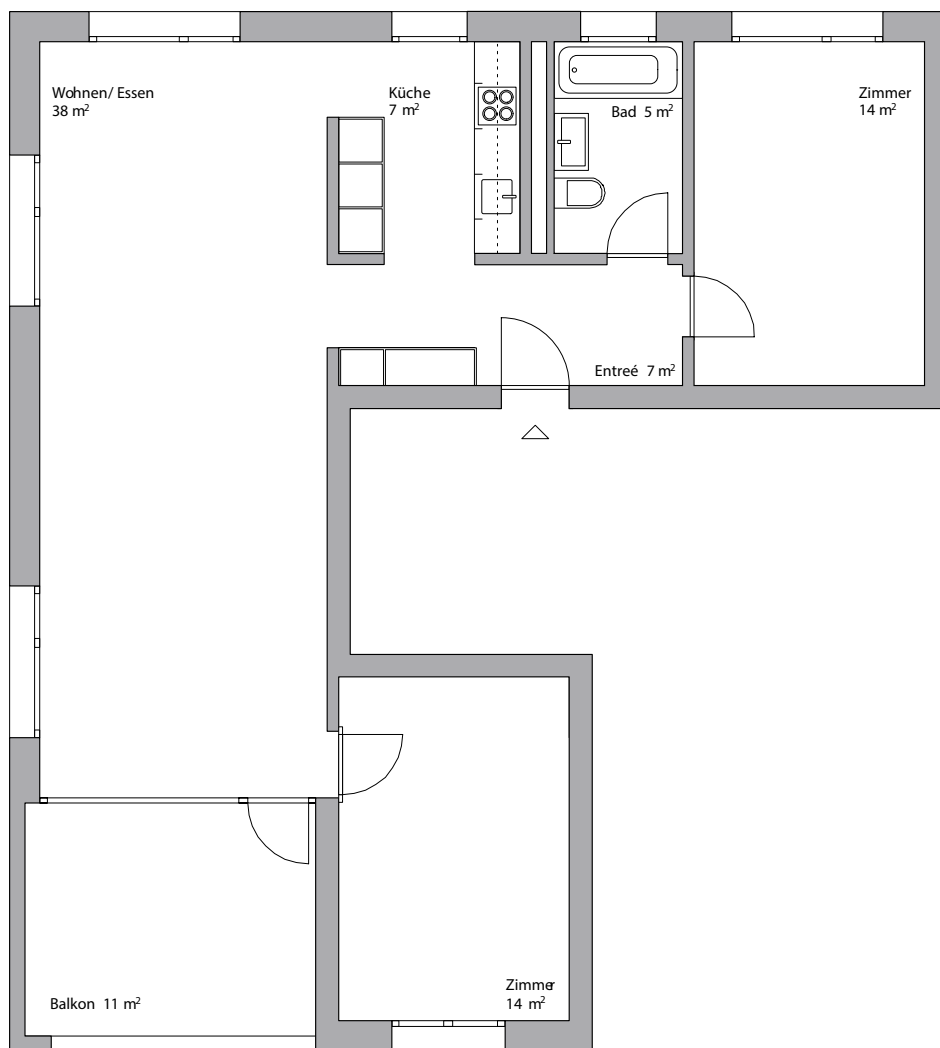 Wohnen/ Essen
38 m²
Küche
7 m²
Bad 5 m²
Zimmer
14 m²
Entreé 7 m²
Zimmer
14 m²
Balkon 11 m²